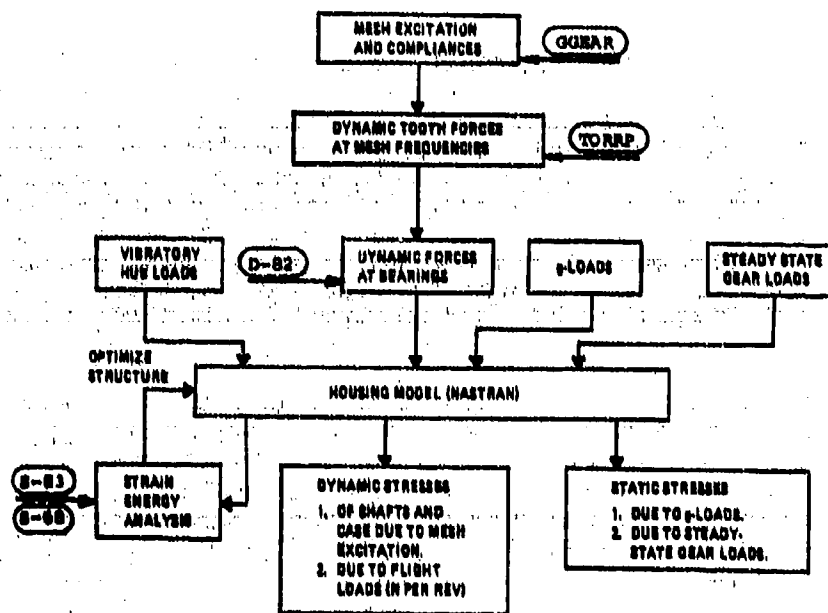 MESH EXCITATION
AND COMPLIANCES
GGEAR
DYNAMIC TOOTH FORCES
AT MESH FREQUENCIES
TORRP
VIBRATORY
HUB LOADS
D-82
DYNAMIC FORCES
AT BEARINGS
g-LOADS
STEADY STATE
GEAR LOADS
OPTIMIZE
STRUCTURE
HOUSING MODEL (NASTRAN)
STRAIN
ENERGY
ANALYSIS
DYNAMIC STRESSES
1. OF SHAFTS AND
CASE DUE TO MESH
EXCITATION.
2. DUE TO FLIGHT
LOADS (N PER REV)
STATIC STRESSES
1. DUE TO g-LOADS.
2. DUE TO STEADY-
STATE GEAR LOADS.